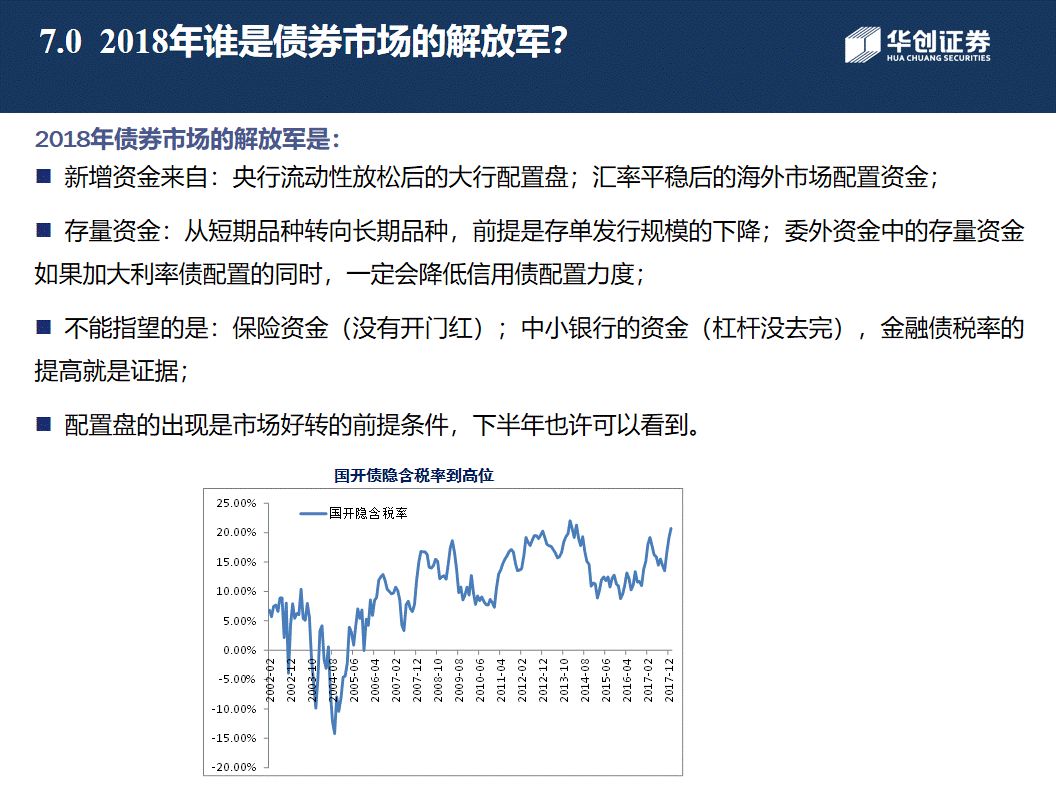 7.0 2018年谁是债券市场的解放军？
华创证券
HUA CHUANG SECURITIES
2018年债券市场的解放军是：
■ 新增资金来自：央行流动性放松后的大行配置盘；汇率平稳后的海外市场配置资金；
■ 存量资金：从短期品种转向长期品种，前提是存单发行规模的下降；委外资金中的存量资金
如果加大利率债配置的同时，一定会降低信用债配置力度；
■ 不能指望的是：保险资金（没有开门红）；中小银行的资金（杠杆没去完），金融债税率的
提高就是证据；
■ 配置盘的出现是市场好转的前提条件，下半年也许可以看到。
国开债隐含税率到高位
国开隐含税率
25.00%
20.00%
15.00%
10.00%
5.00%
0.00%
-5.00%
-10.00%
-15.00%
-20.00%
2002-02
2002-12
2003-10
2004-08
2005-06
2006-04
2007-02
2007-12
2008-10
2009-08
2010-06
2011-04
2012-02
2012-12
2013-10
2014-08
2015-06
2016-04
2017-02
2017-12